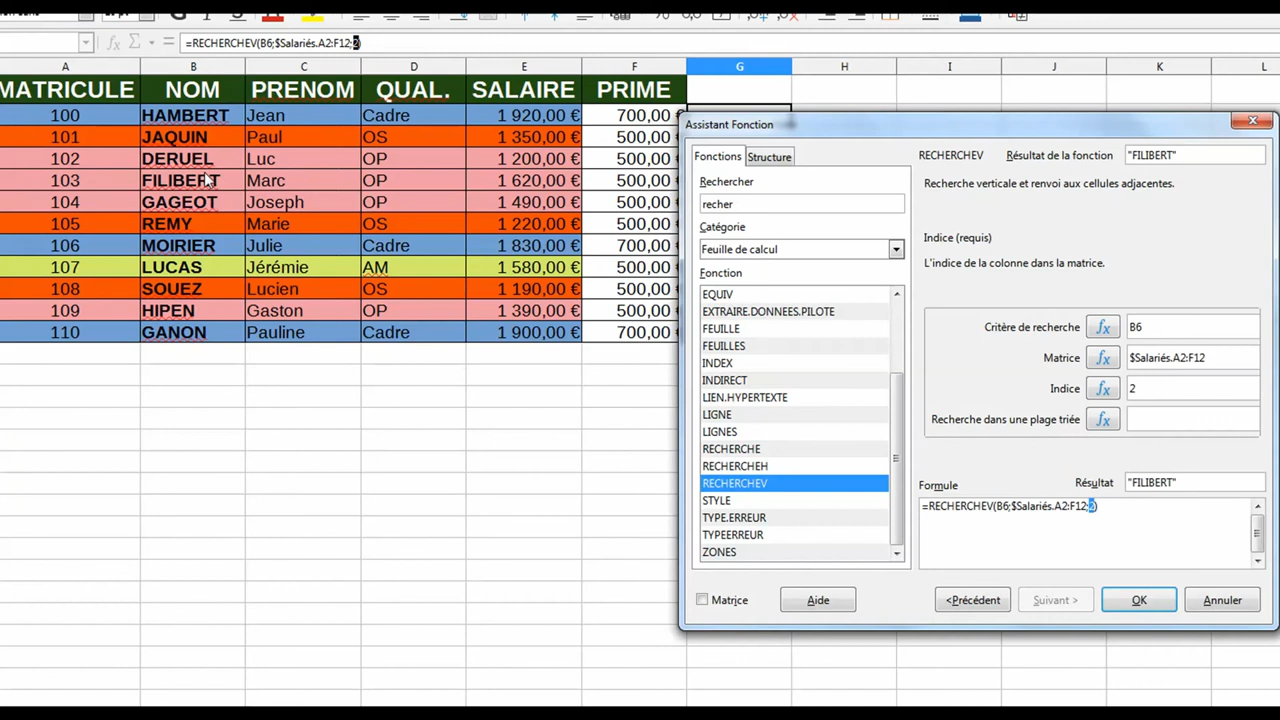 =RECHERCHEV(B6;$Salariés.A2:F12;2)
A B C D E F G H I J K L
MATRICULE NOM PRENOM QUAL. SALAIRE PRIME
100 HAMBERT Jean Cadre 1 920,00 € 700,00 €
101 JAQUIN Paul OS 1 350,00 € 500,00 €
102 DERUEL Luc OP 1 200,00 € 500,00 €
103 FILIBERT Marc OP 1 620,00 € 500,00 €
104 GAGEOT Joseph OP 1 490,00 € 500,00 €
105 REMY Marie OS 1 220,00 € 500,00 €
106 MOIRIER Julie Cadre 1 830,00 € 700,00 €
107 LUCAS Jérémie AM 1 580,00 € 500,00 €
108 SOUEZ Lucien OS 1 190,00 € 500,00 €
109 HIPEN Gaston OP 1 390,00 € 500,00 €
110 GANON Pauline Cadre 1 900,00 € 700,00 €
Assistant Fonction
Fonctions Structure
Rechercher
recher
Catégorie
Feuille de calcul
Fonction
EQUIV
EXTRAIRE.DONNEES.PILOTE
FEUILLE
FEUILLES
INDEX
INDIRECT
LIEN.HYPERTEXTE
LIGNE
LIGNES
RECHERCHE
RECHERCHEH
RECHERCHEV
STYLE
TYPE.ERREUR
TYPEERREUR
ZONES
RECHERCHEV Résultat de la fonction "FILIBERT"
Recherche verticale et renvoi aux cellules adjacentes.
Indice (requis)
L'indice de la colonne dans la matrice.
Critère de recherche fx B6
Matrice fx $Salariés.A2:F12
Indice fx 2
Recherche dans une plage triée fx
Formule Résultat "FILIBERT"
=RECHERCHEV(B6;$Salariés.A2:F12;2)
Matrice Aide <Précédent Suivant > OK Annuler